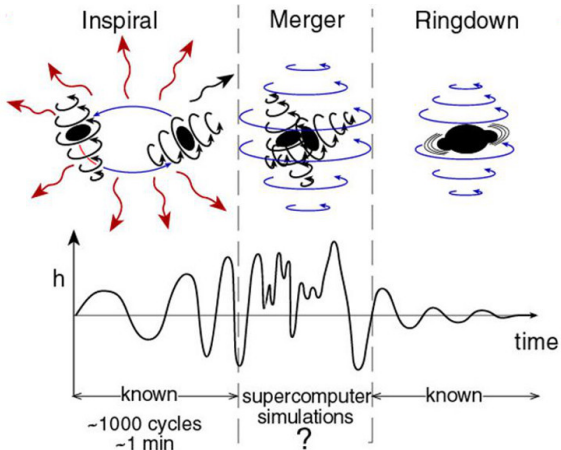 Inspiral
Merger
Ringdown
h
time
known
supercomputer
simulations
?
known
~1000 cycles
~1 min